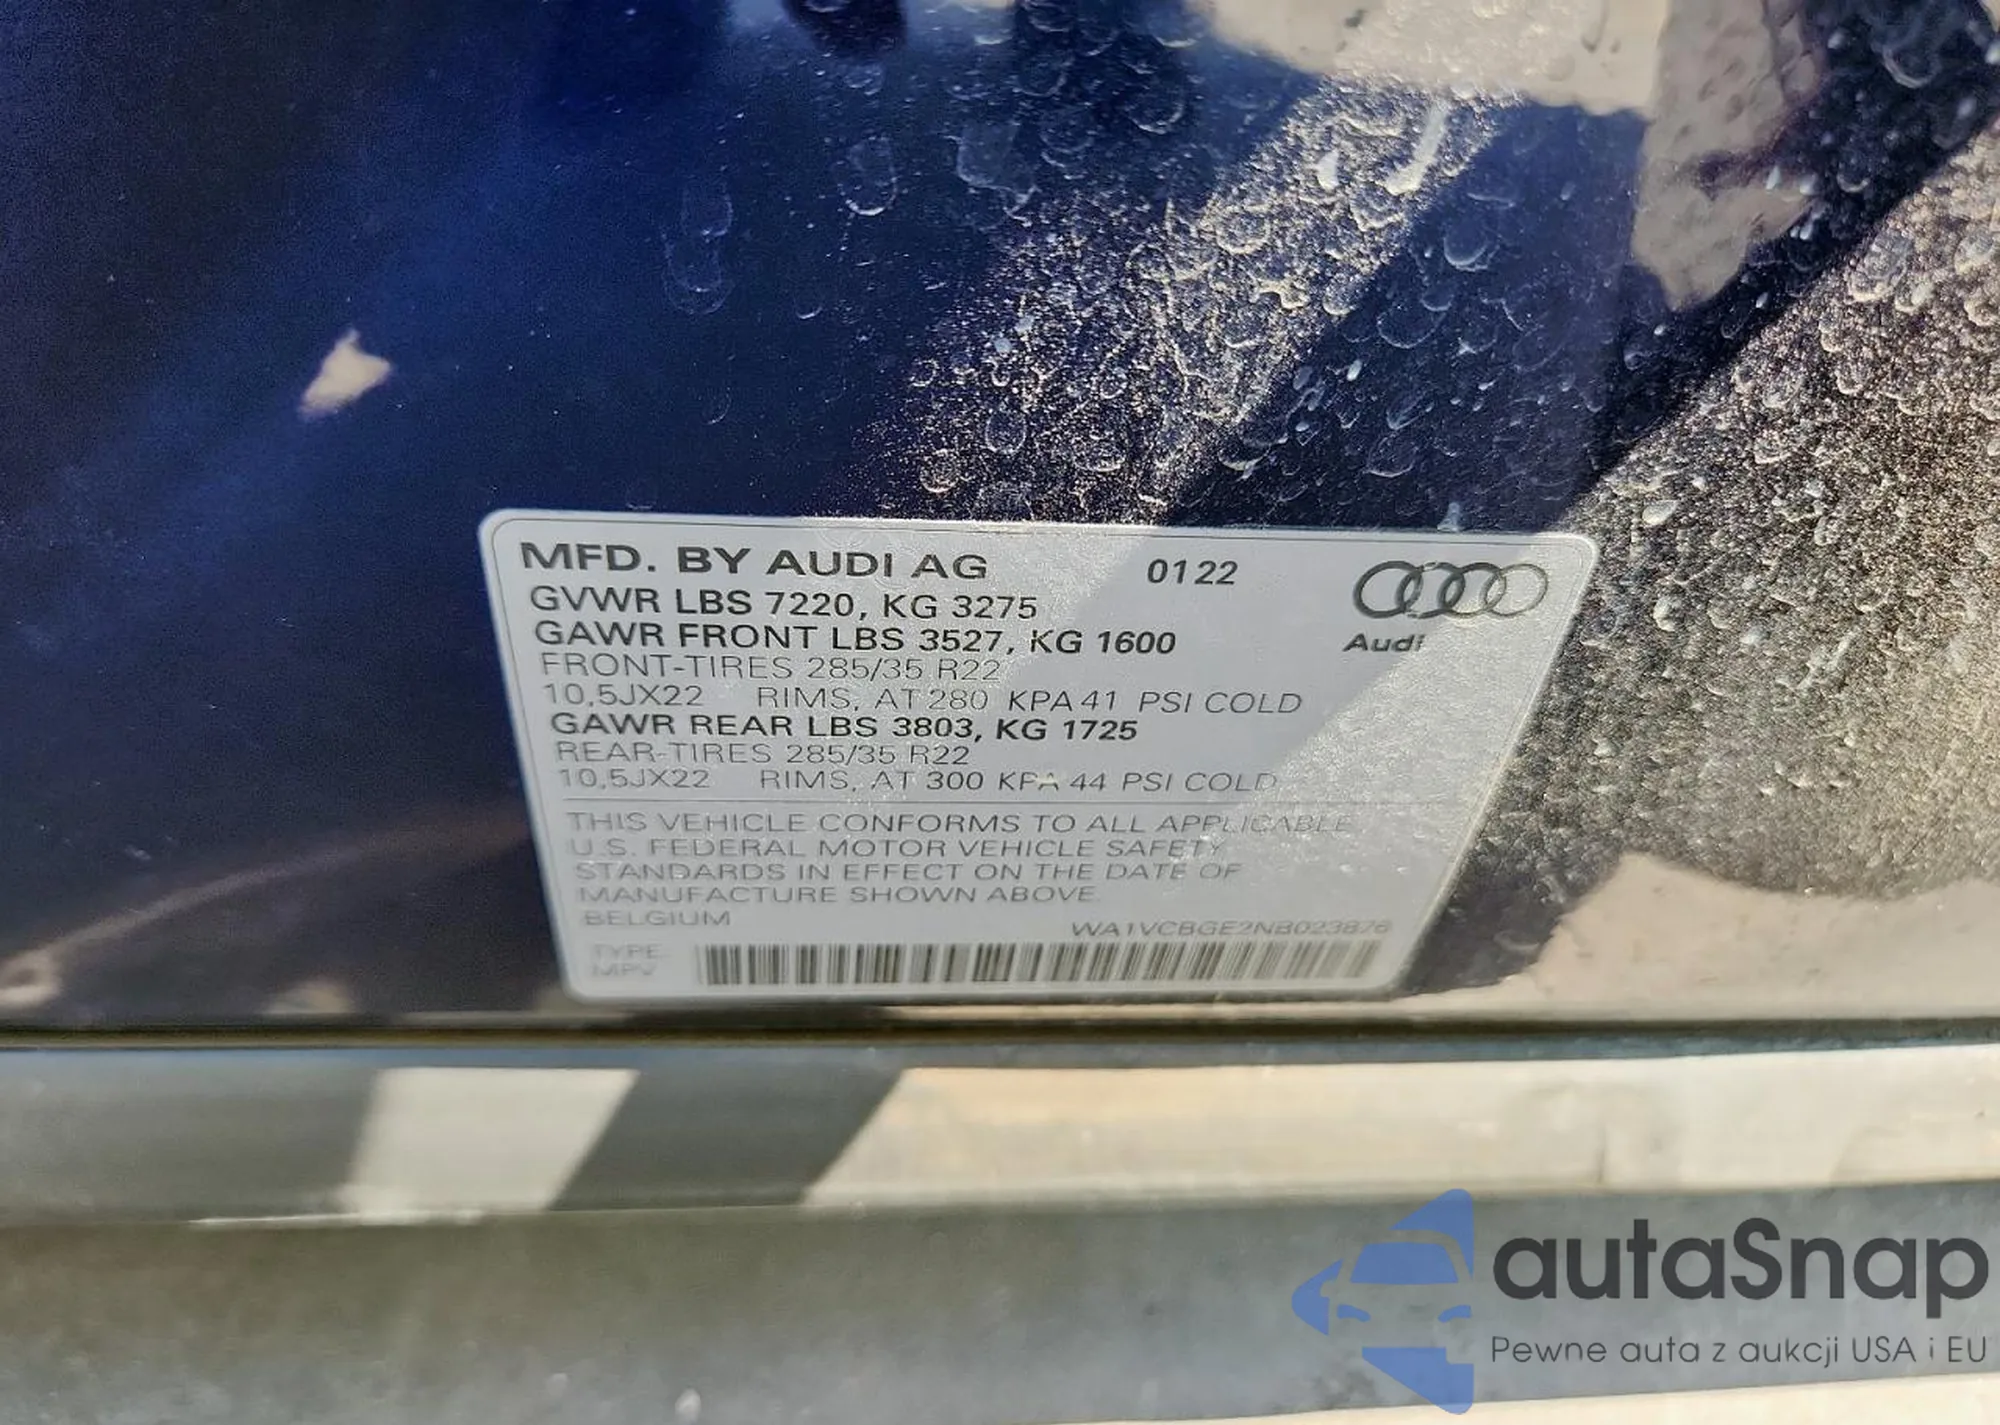 MFD. BY AUDI AG 0122
GVWR LBS 7220, KG 3275
Audi
GAWR FRONT LBS 3527, KG 1600
FRONT-TIRES 285/35 R22
10,5JX22 RIMS, AT 280 KPA 41 PSI COLD
GAWR REAR LBS 3803, KG 1725
REAR-TIRES 285/35 R22
10,5JX22 RIMS, AT 300 KPA 44 PSI COLD
THIS VEHICLE CONFORMS TO ALL APPLICABLE
U.S. FEDERAL MOTOR VEHICLE SAFETY
STANDARDS IN EFFECT ON THE DATE OF
MANUFACTURE SHOWN ABOVE.
BELGIUM WA1VCBGE2NB023876
TYPE:
MPV
autaSnap
Pewne auta z aukcji USA i EU